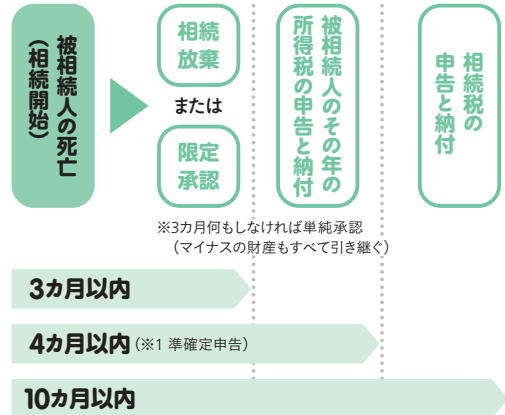 被相続人の死亡
（相続開始）
相続
放棄
または
限定
承認
被相続人のその年の
所得税の申告と納付
相続税の
申告と納付
※3カ月何もしなければ単純承認
（マイナスの財産もすべて引き継ぐ）
3カ月以内
4カ月以内（※1 準確定申告）
10カ月以内